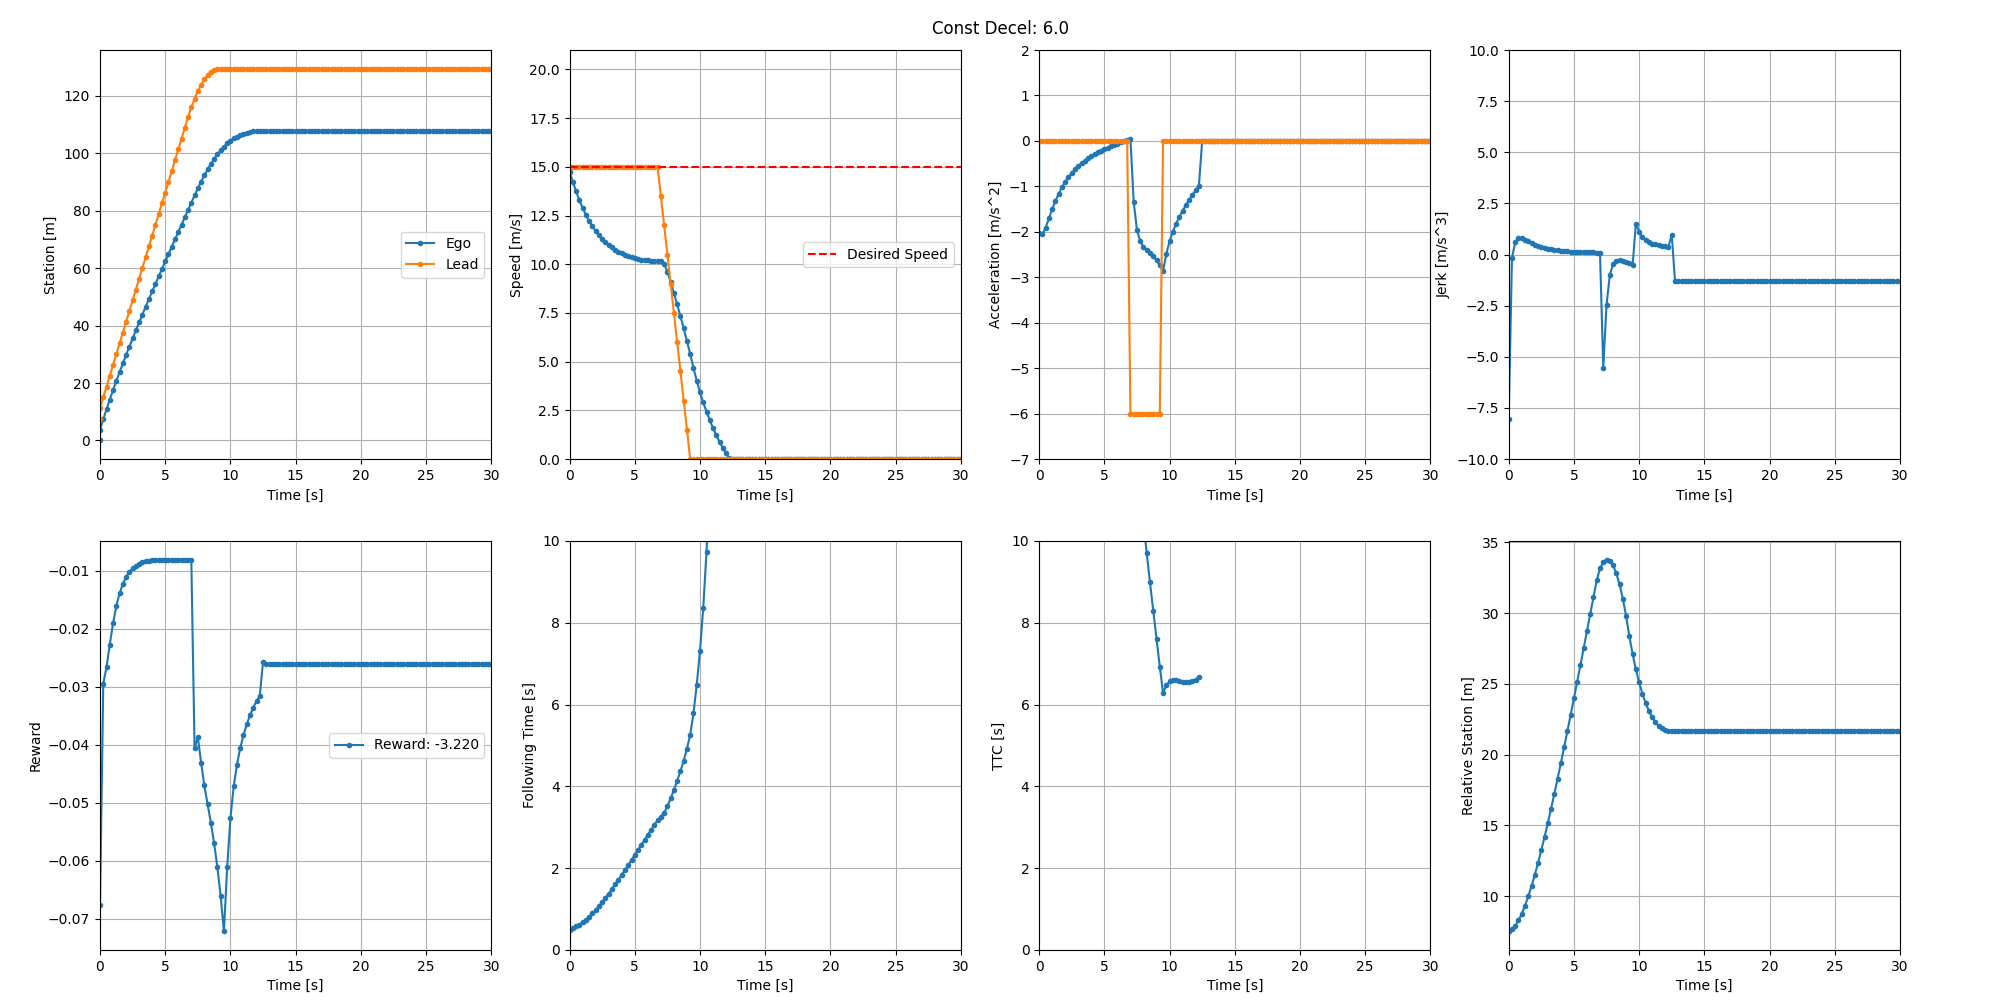 Const Decel: 6.0
Station [m]
120
100
80
60
40
20
0
Ego
Lead
0 5 10 15 20 25 30
Time [s]
Speed [m/s]
20.0
17.5
15.0
12.5
10.0
7.5
5.0
2.5
0.0
Desired Speed
0 5 10 15 20 25 30
Time [s]
Acceleration [m/s^2]
2
1
0
−1
−2
−3
−4
−5
−6
−7
0 5 10 15 20 25 30
Time [s]
Jerk [m/s^3]
10.0
7.5
5.0
2.5
0.0
−2.5
−5.0
−7.5
−10.0
0 5 10 15 20 25 30
Time [s]
Reward
−0.01
−0.02
−0.03
−0.04
−0.05
−0.06
−0.07
Reward: -3.220
0 5 10 15 20 25 30
Time [s]
Following Time [s]
10
8
6
4
2
0
0 5 10 15 20 25 30
Time [s]
TTC [s]
10
8
6
4
2
0
0 5 10 15 20 25 30
Time [s]
Relative Station [m]
35
30
25
20
15
10
0 5 10 15 20 25 30
Time [s]